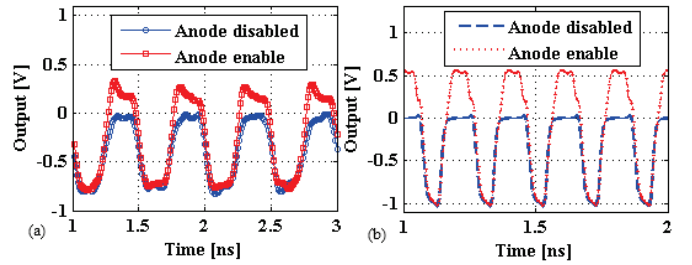 1
0.5
0
-0.5
-1
Output [V]
Anode disabled
Anode enable
1
1.5
2
2.5
3
Time [ns]
(a)
1
0.5
0
-0.5
-1
Output [V]
Anode disabled
Anode enable
1
1.5
2
Time [ns]
(b)